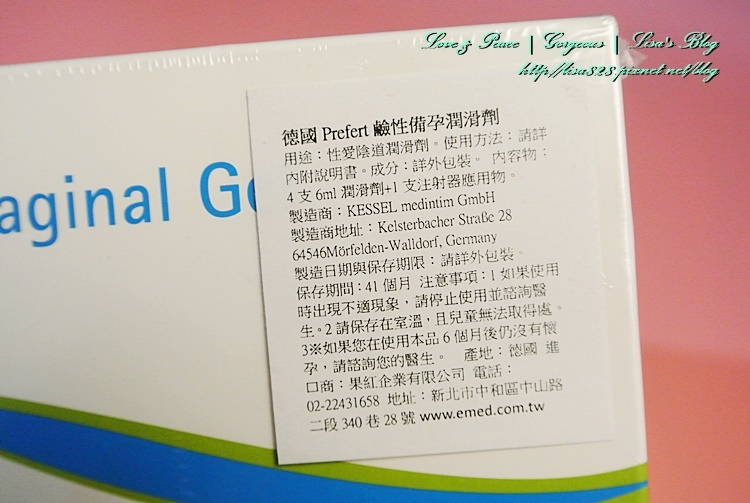 Love & Peace | Gorgeous | Lisa's Blog
http://lisa828.pixnet.net/blog
aginal Ge
德國 Prefert 鹼性備孕潤滑劑
用途：性愛陰道潤滑劑。使用方法：請詳
內附說明書。成分：詳外包裝。 內容物：
4 支 6ml 潤滑劑+1 支注射器應用物。
製造商：KESSEL medintim GmbH
製造商地址：Kelsterbacher Straße 28
64546Mörfelden-Walldorf, Germany
製造日期與保存期限：請詳外包裝。
保存期間：41 個月 注意事項：1 如果使用
時出現不適現象，請停止使用並諮詢醫
生。2 請保存在室溫，且兒童無法取得處。
3※如果您在使用本品 6 個月後仍沒有懷
孕，請諮詢您的醫生。 產地：德國 進
口商：果紅企業有限公司 電話：
02-22431658 地址：新北市中和區中山路
二段 340 巷 28 號 www.emed.com.tw